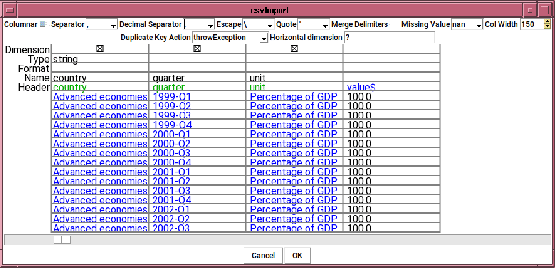 csvImport
Columnar Separator , Decimal Separator . Escape \ Quote " Merge Delimiters Missing Value nan Col Width 150
Duplicate Key Action throwException Horizontal dimension ?
Dimension
Type string
Format
Name country quarter unit
Header country quarter unit value$
Advanced economies 1999-Q1 Percentage of GDP 100.0
Advanced economies 1999-Q2 Percentage of GDP 100.0
Advanced economies 1999-Q3 Percentage of GDP 100.0
Advanced economies 1999-Q4 Percentage of GDP 100.0
Advanced economies 2000-Q1 Percentage of GDP 100.0
Advanced economies 2000-Q2 Percentage of GDP 100.0
Advanced economies 2000-Q3 Percentage of GDP 100.0
Advanced economies 2000-Q4 Percentage of GDP 100.0
Advanced economies 2001-Q1 Percentage of GDP 100.0
Advanced economies 2001-Q2 Percentage of GDP 100.0
Advanced economies 2001-Q3 Percentage of GDP 100.0
Advanced economies 2001-Q4 Percentage of GDP 100.0
Advanced economies 2002-Q1 Percentage of GDP 100.0
Advanced economies 2002-Q2 Percentage of GDP 100.0
Advanced economies 2002-Q3 Percentage of GDP 100.0
Cancel OK